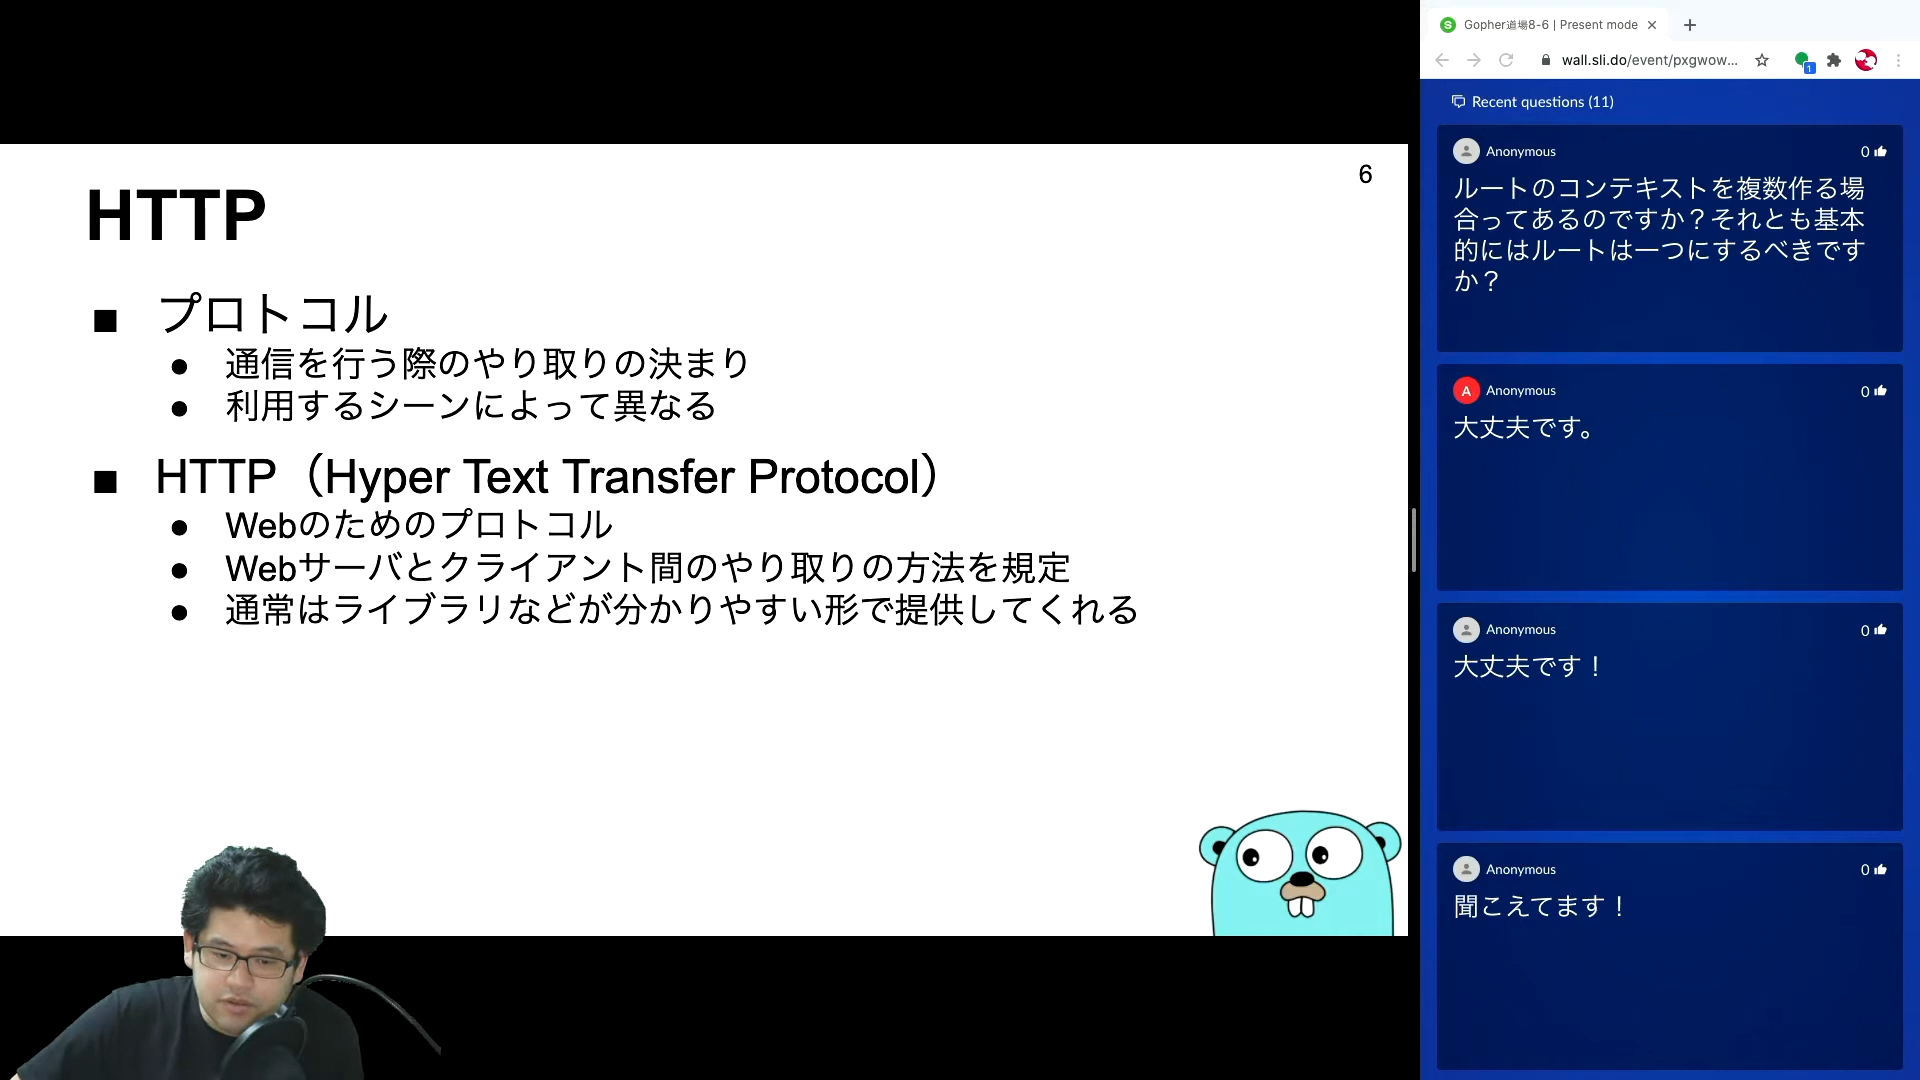 6
HTTP
■ プロトコル
● 通信を行う際のやり取りの決まり
● 利用するシーンによって異なる
■ HTTP（Hyper Text Transfer Protocol）
● Webのためのプロトコル
● Webサーバとクライアント間のやり取りの方法を規定
● 通常はライブラリなどが分かりやすい形で提供してくれる
S Gopher道場8-6 | Present mode
wall.sli.do/event/pxgwow...
1
Recent questions (11)
Anonymous 0
ルートのコンテキストを複数作る場
合ってあるのですか？それとも基本
的にはルートは一つにするべきです
か？
A Anonymous 0
大丈夫です。
Anonymous 0
大丈夫です！
Anonymous 0
聞こえてます！